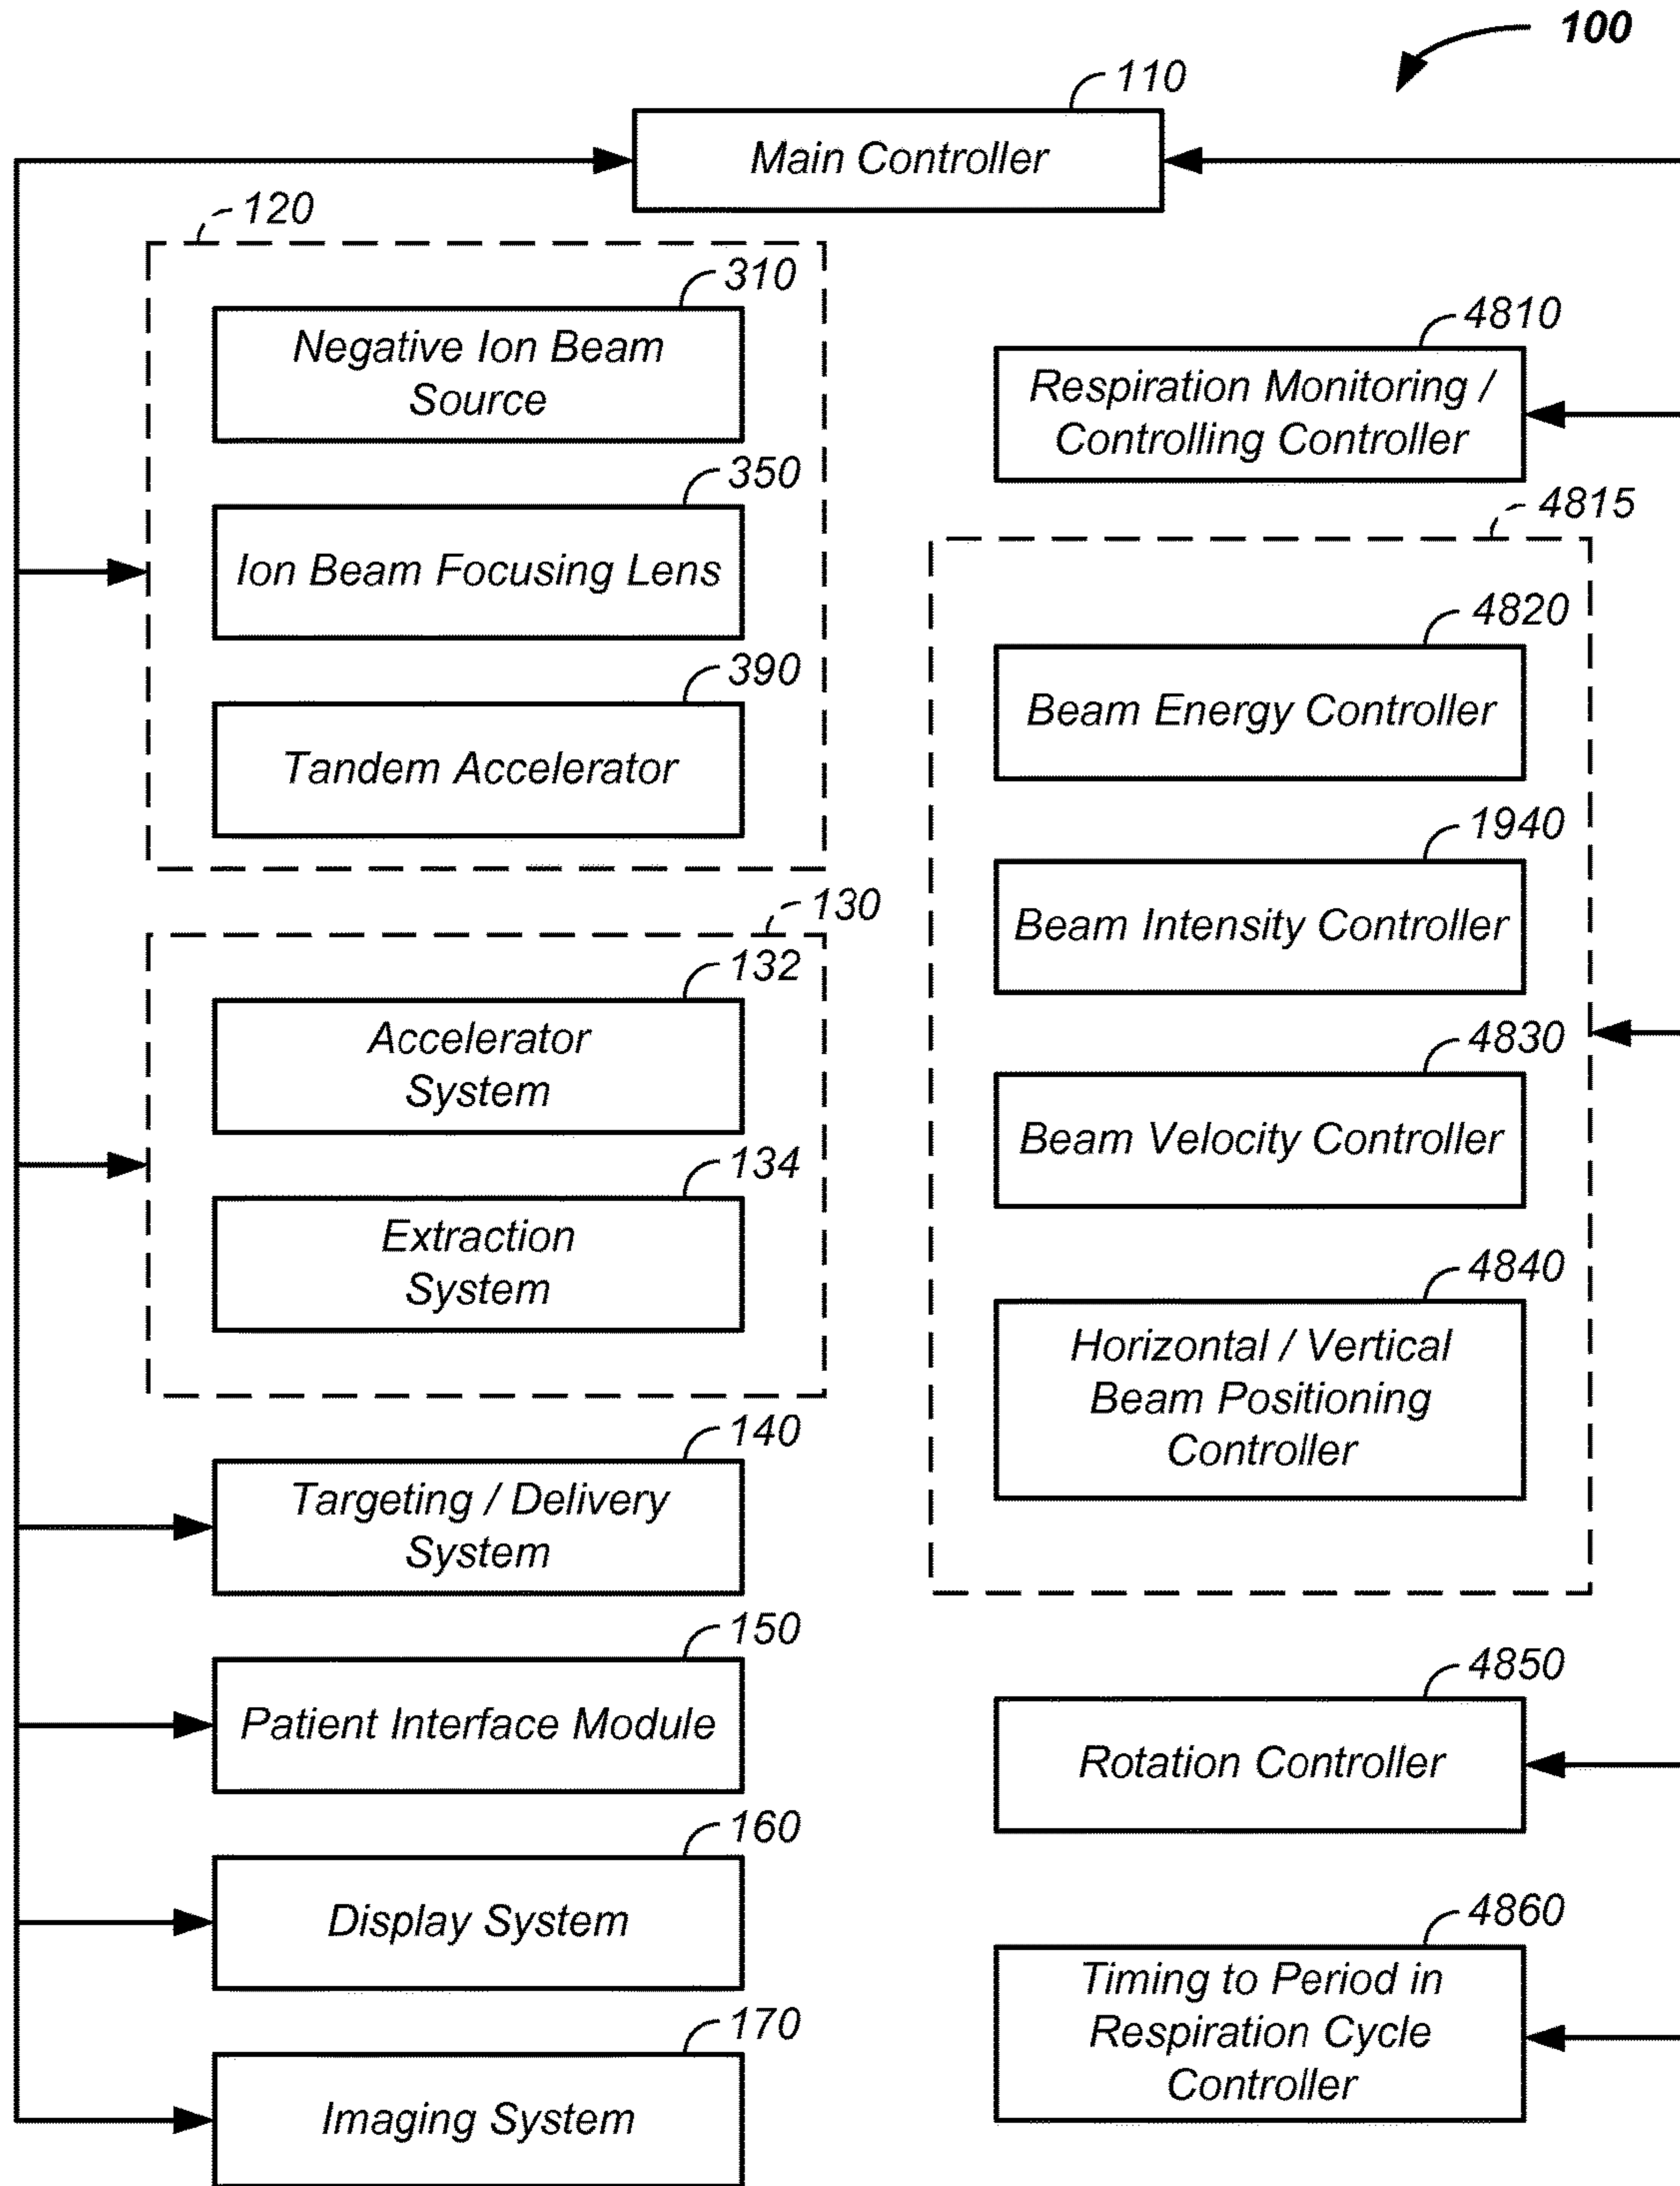 100
110
Main Controller
120
310
Negative Ion Beam
Source
350
Ion Beam Focusing Lens
390
Tandem Accelerator
130
132
Accelerator
System
134
Extraction
System
140
Targeting / Delivery
System
150
Patient Interface Module
160
Display System
170
Imaging System
4810
Respiration Monitoring /
Controlling Controller
4815
4820
Beam Energy Controller
1940
Beam Intensity Controller
4830
Beam Velocity Controller
4840
Horizontal / Vertical
Beam Positioning
Controller
4850
Rotation Controller
4860
Timing to Period in
Respiration Cycle
Controller